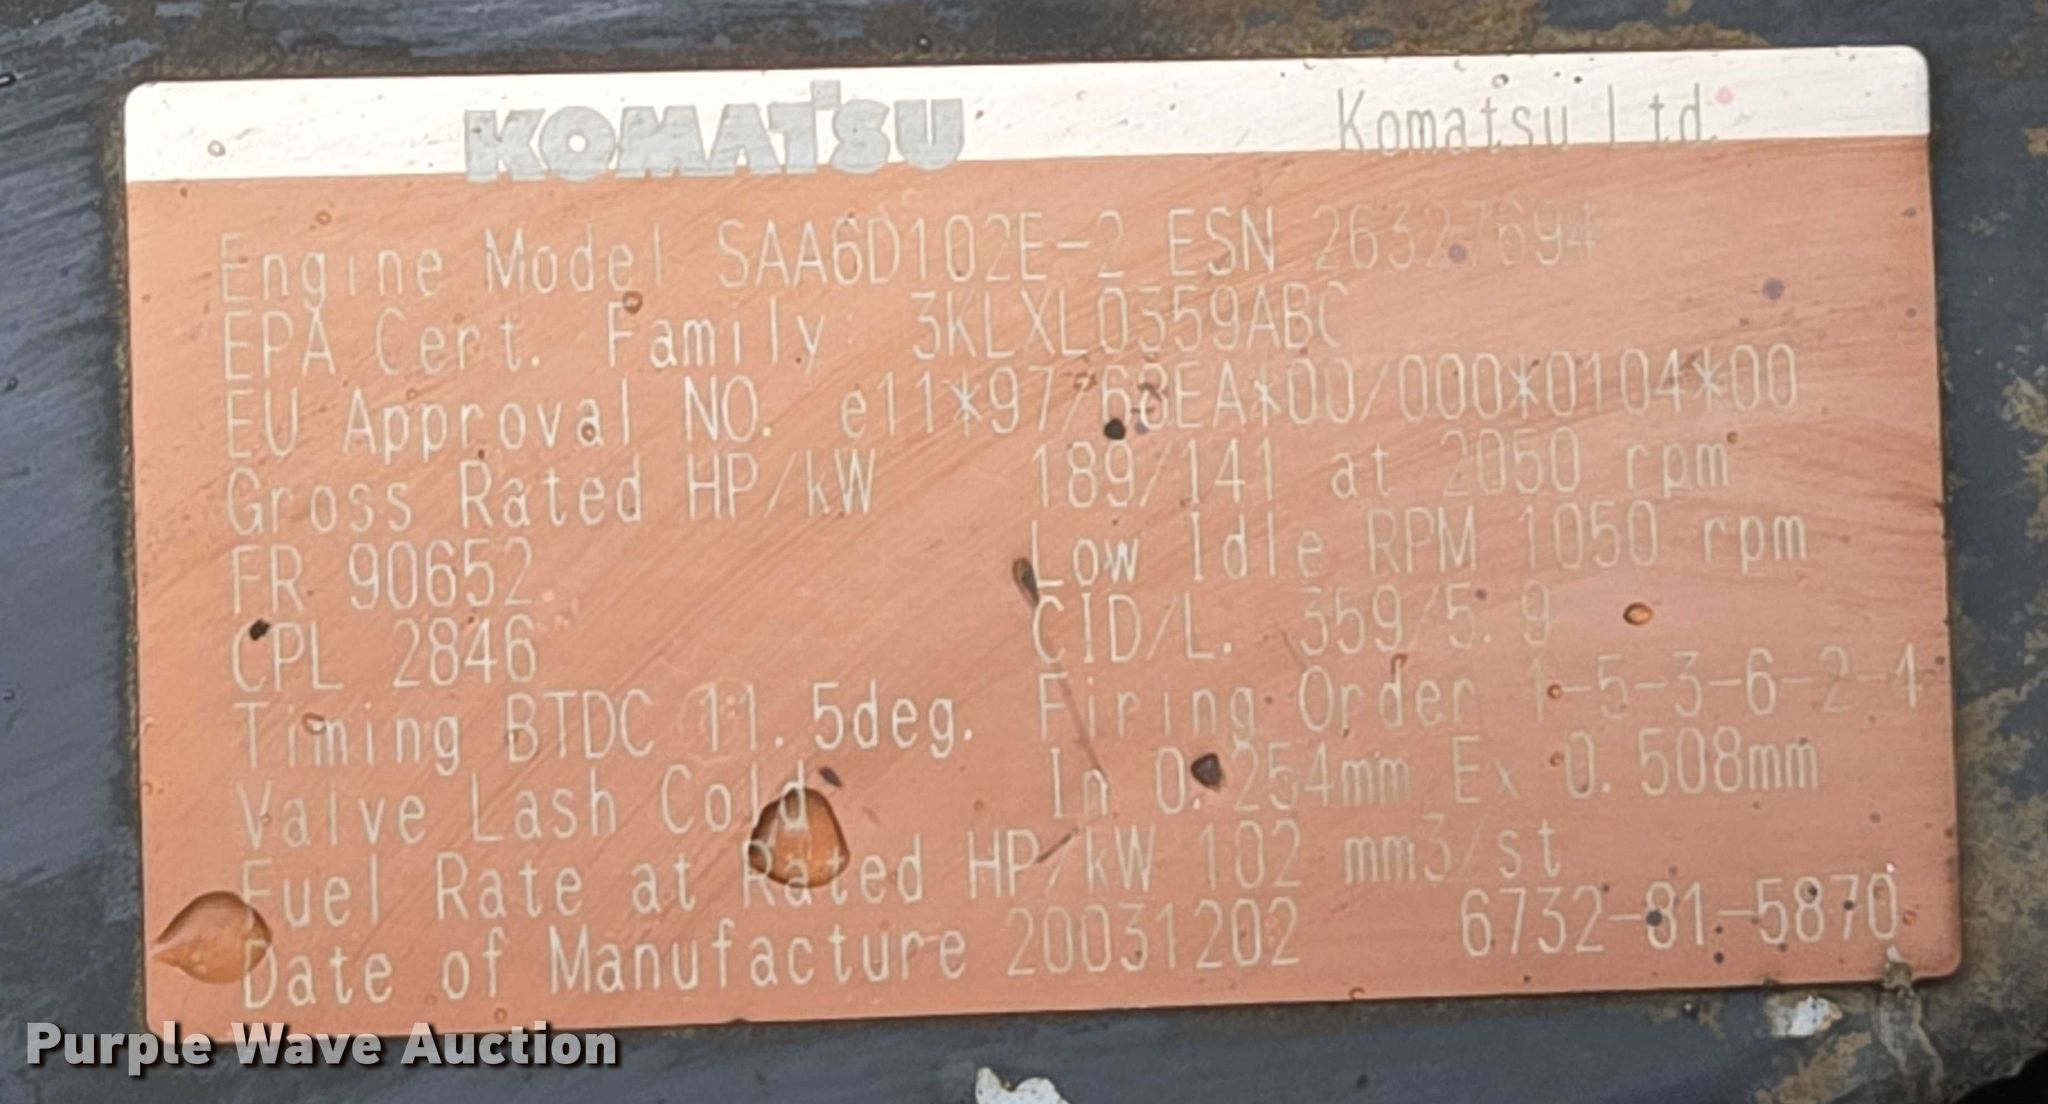 KOMATSU Komatsu Ltd.
Engine Model SAA6D102E-2 ESN 26327694
EPA Cert. Family 3KLXL0359ABC
EU Approval NO. e11*97/68EA*00/000*0104*00
Gross Rated HP/kW 189/141 at 2050 rpm
FR 90652 Low Idle RPM 1050 rpm
CPL 2846 CID/L. 359/5.9
Timing BTDC 11.5deg. Firing Order 1-5-3-6-2-4
Valve Lash Cold In 0.254mm Ex 0.508mm
Fuel Rate at Rated HP/kW 102 mm3/st
Date of Manufacture 20031202 6732-81-5870
Purple Wave Auction